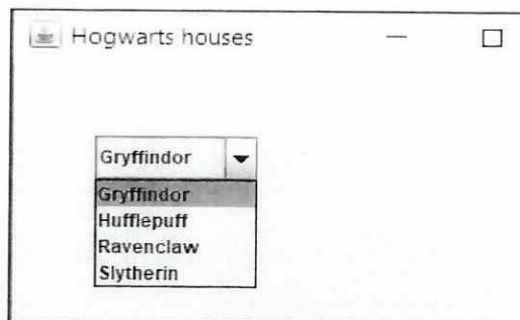 Hogwarts houses
Gryffindor
Gryffindor
Hufflepuff
Ravenclaw
Slytherin